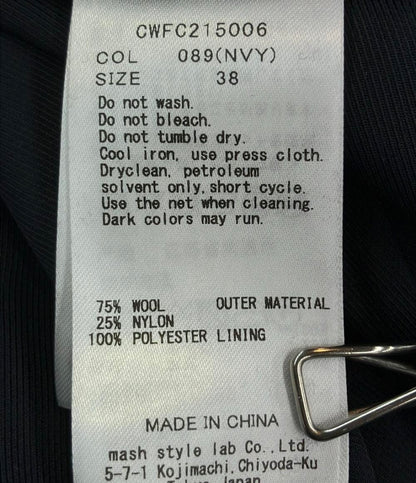 CWFC215006
COL 089(NVY)
SIZE 38
Do not wash.
Do not bleach.
Do not tumble dry.
Cool iron, use press cloth.
Dryclean, petroleum
solvent only, short cycle.
Use the net when cleaning.
Dark colors may run.
75% WOOL OUTER MATERIAL
25% NYLON
100% POLYESTER LINING
MADE IN CHINA
mash style lab Co.,Ltd.
5-7-1 Kojimachi, Chiyoda-Ku
Tokyo Japan